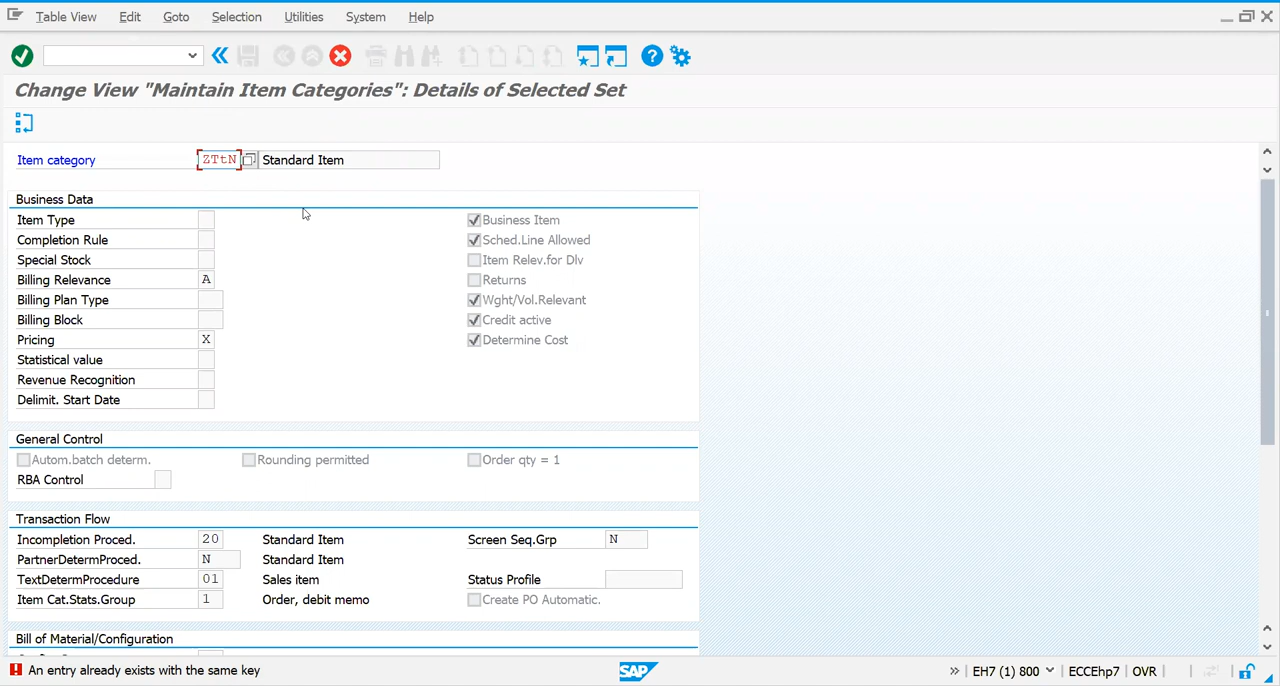 Table View Edit Goto Selection Utilities System Help
Change View "Maintain Item Categories": Details of Selected Set
Item category ZTtN Standard Item
Business Data
Item Type Business Item
Completion Rule Sched.Line Allowed
Special Stock Item Relev.for Dlv
Billing Relevance A Returns
Billing Plan Type Wght/Vol.Relevant
Billing Block Credit active
Pricing X Determine Cost
Statistical value
Revenue Recognition
Delimit. Start Date
General Control
Autom.batch determ. Rounding permitted Order qty = 1
RBA Control
Transaction Flow
Incompletion Proced. 20 Standard Item Screen Seq.Grp N
PartnerDetermProced. N Standard Item
TextDetermProcedure 01 Sales item Status Profile
Item Cat.Stats.Group 1 Order, debit memo Create PO Automatic.
Bill of Material/Configuration
An entry already exists with the same key SAP EH7 (1) 800 ECCEhp7 OVR